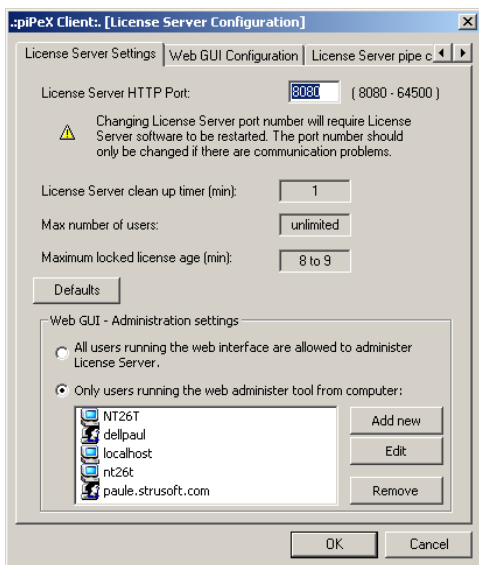 .:piPeX Client:. [License Server Configuration]
License Server Settings
Web GUI Configuration
License Server pipe c
License Server HTTP Port:
8080
( 8080 - 64500 )
Changing License Server port number will require License
Server software to be restarted. The port number should
only be changed if there are communication problems.
License Server clean up timer (min):
1
Max number of users:
unlimited
Maximum locked license age (min):
8 to 9
Defaults
Web GUI - Administration settings
All users running the web interface are allowed to administer
License Server.
Only users running the web administer tool from computer:
NT26T
dellpaul
localhost
nt26t
paule.strusoft.com
Add new
Edit
Remove
OK
Cancel